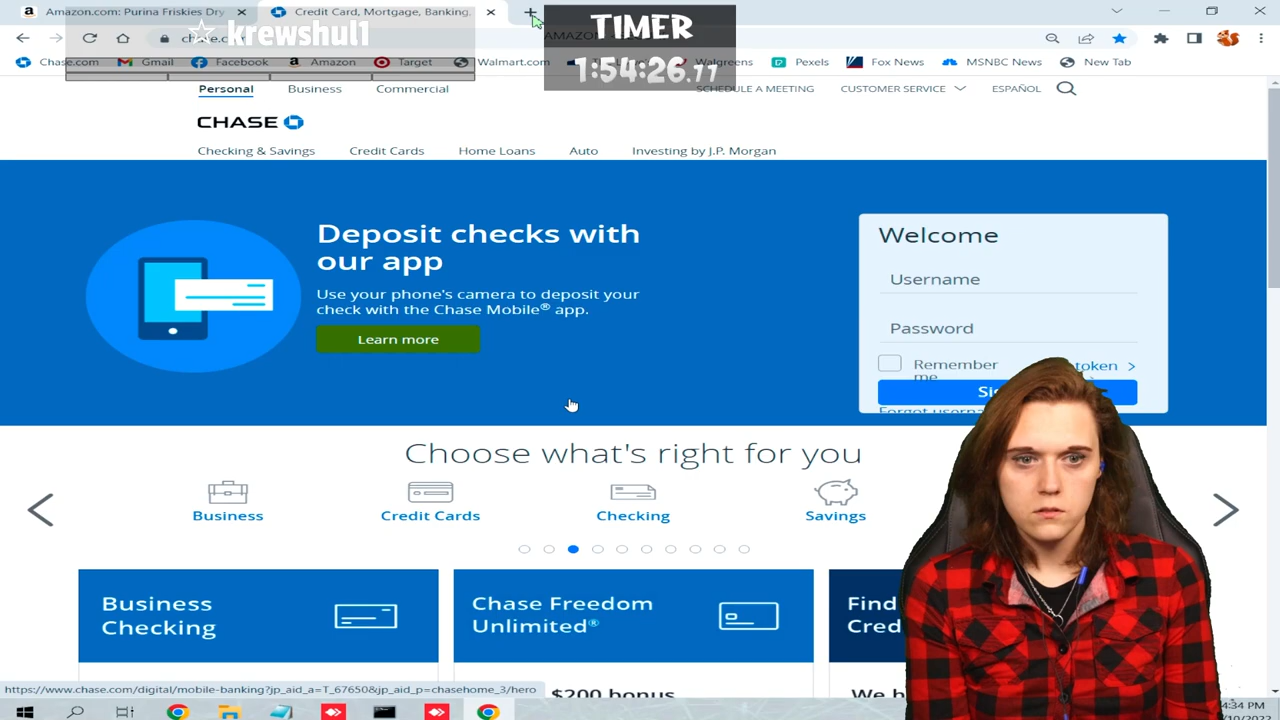 Amazon.com: Purina Friskies Dry
Credit Card, Mortgage, Banking,
☆ krewshul1
TIMER
1:54:26.77
AMAZON
Chase.com
Gmail
Facebook
Amazon
Target
Walmart.com
Walgreens
Pexels
Fox News
MSNBC News
New Tab
Personal
Business
Commercial
SCHEDULE A MEETING
CUSTOMER SERVICE
ESPAÑOL
CHASE
Checking & Savings
Credit Cards
Home Loans
Auto
Investing by J.P. Morgan
Deposit checks with
our app
Use your phone's camera to deposit your
check with the Chase Mobile® app.
Learn more
Welcome
Username
Password
Remember
me
token >
Choose what's right for you
Business
Credit Cards
Checking
Savings
Business
Checking
Chase Freedom
Unlimited®
Find
$200 bonus
https://www.chase.com/digital/mobile-banking?jp_aid_a=T_67650&jp_aid_p=chasehome_3/hero
4:34 PM